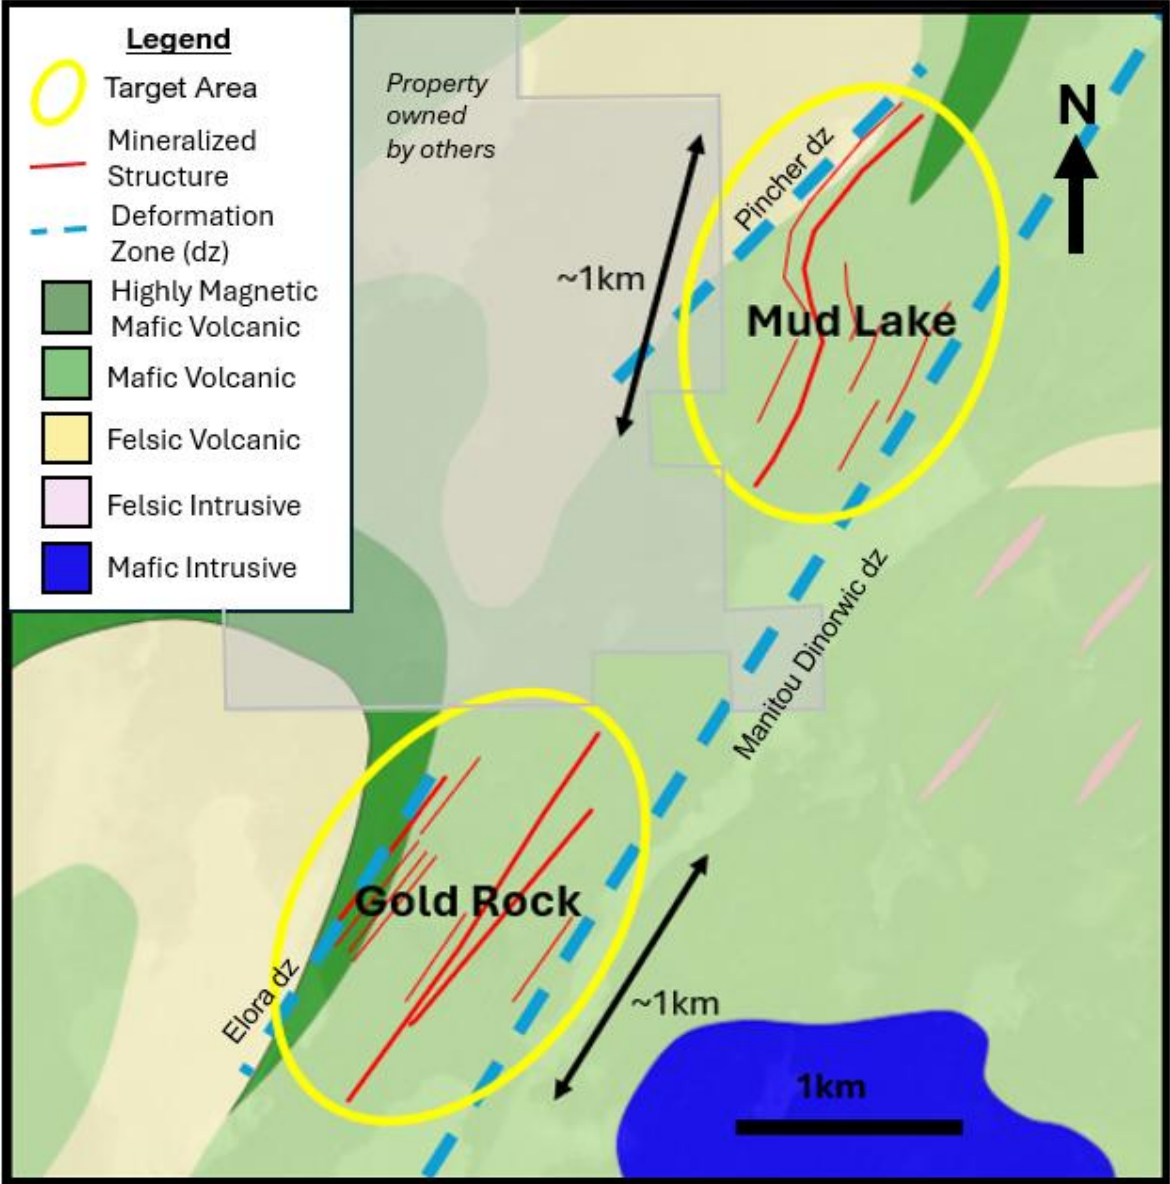 Legend
Target Area
Mineralized
Structure
Deformation
Zone (dz)
Highly Magnetic
Mafic Volcanic
Mafic Volcanic
Felsic Volcanic
Felsic Intrusive
Mafic Intrusive
Property
owned
by others
N
Pincher dz
~1km
Mud Lake
Manitou Dinorwic dz
Gold Rock
Elora dz
~1km
1km